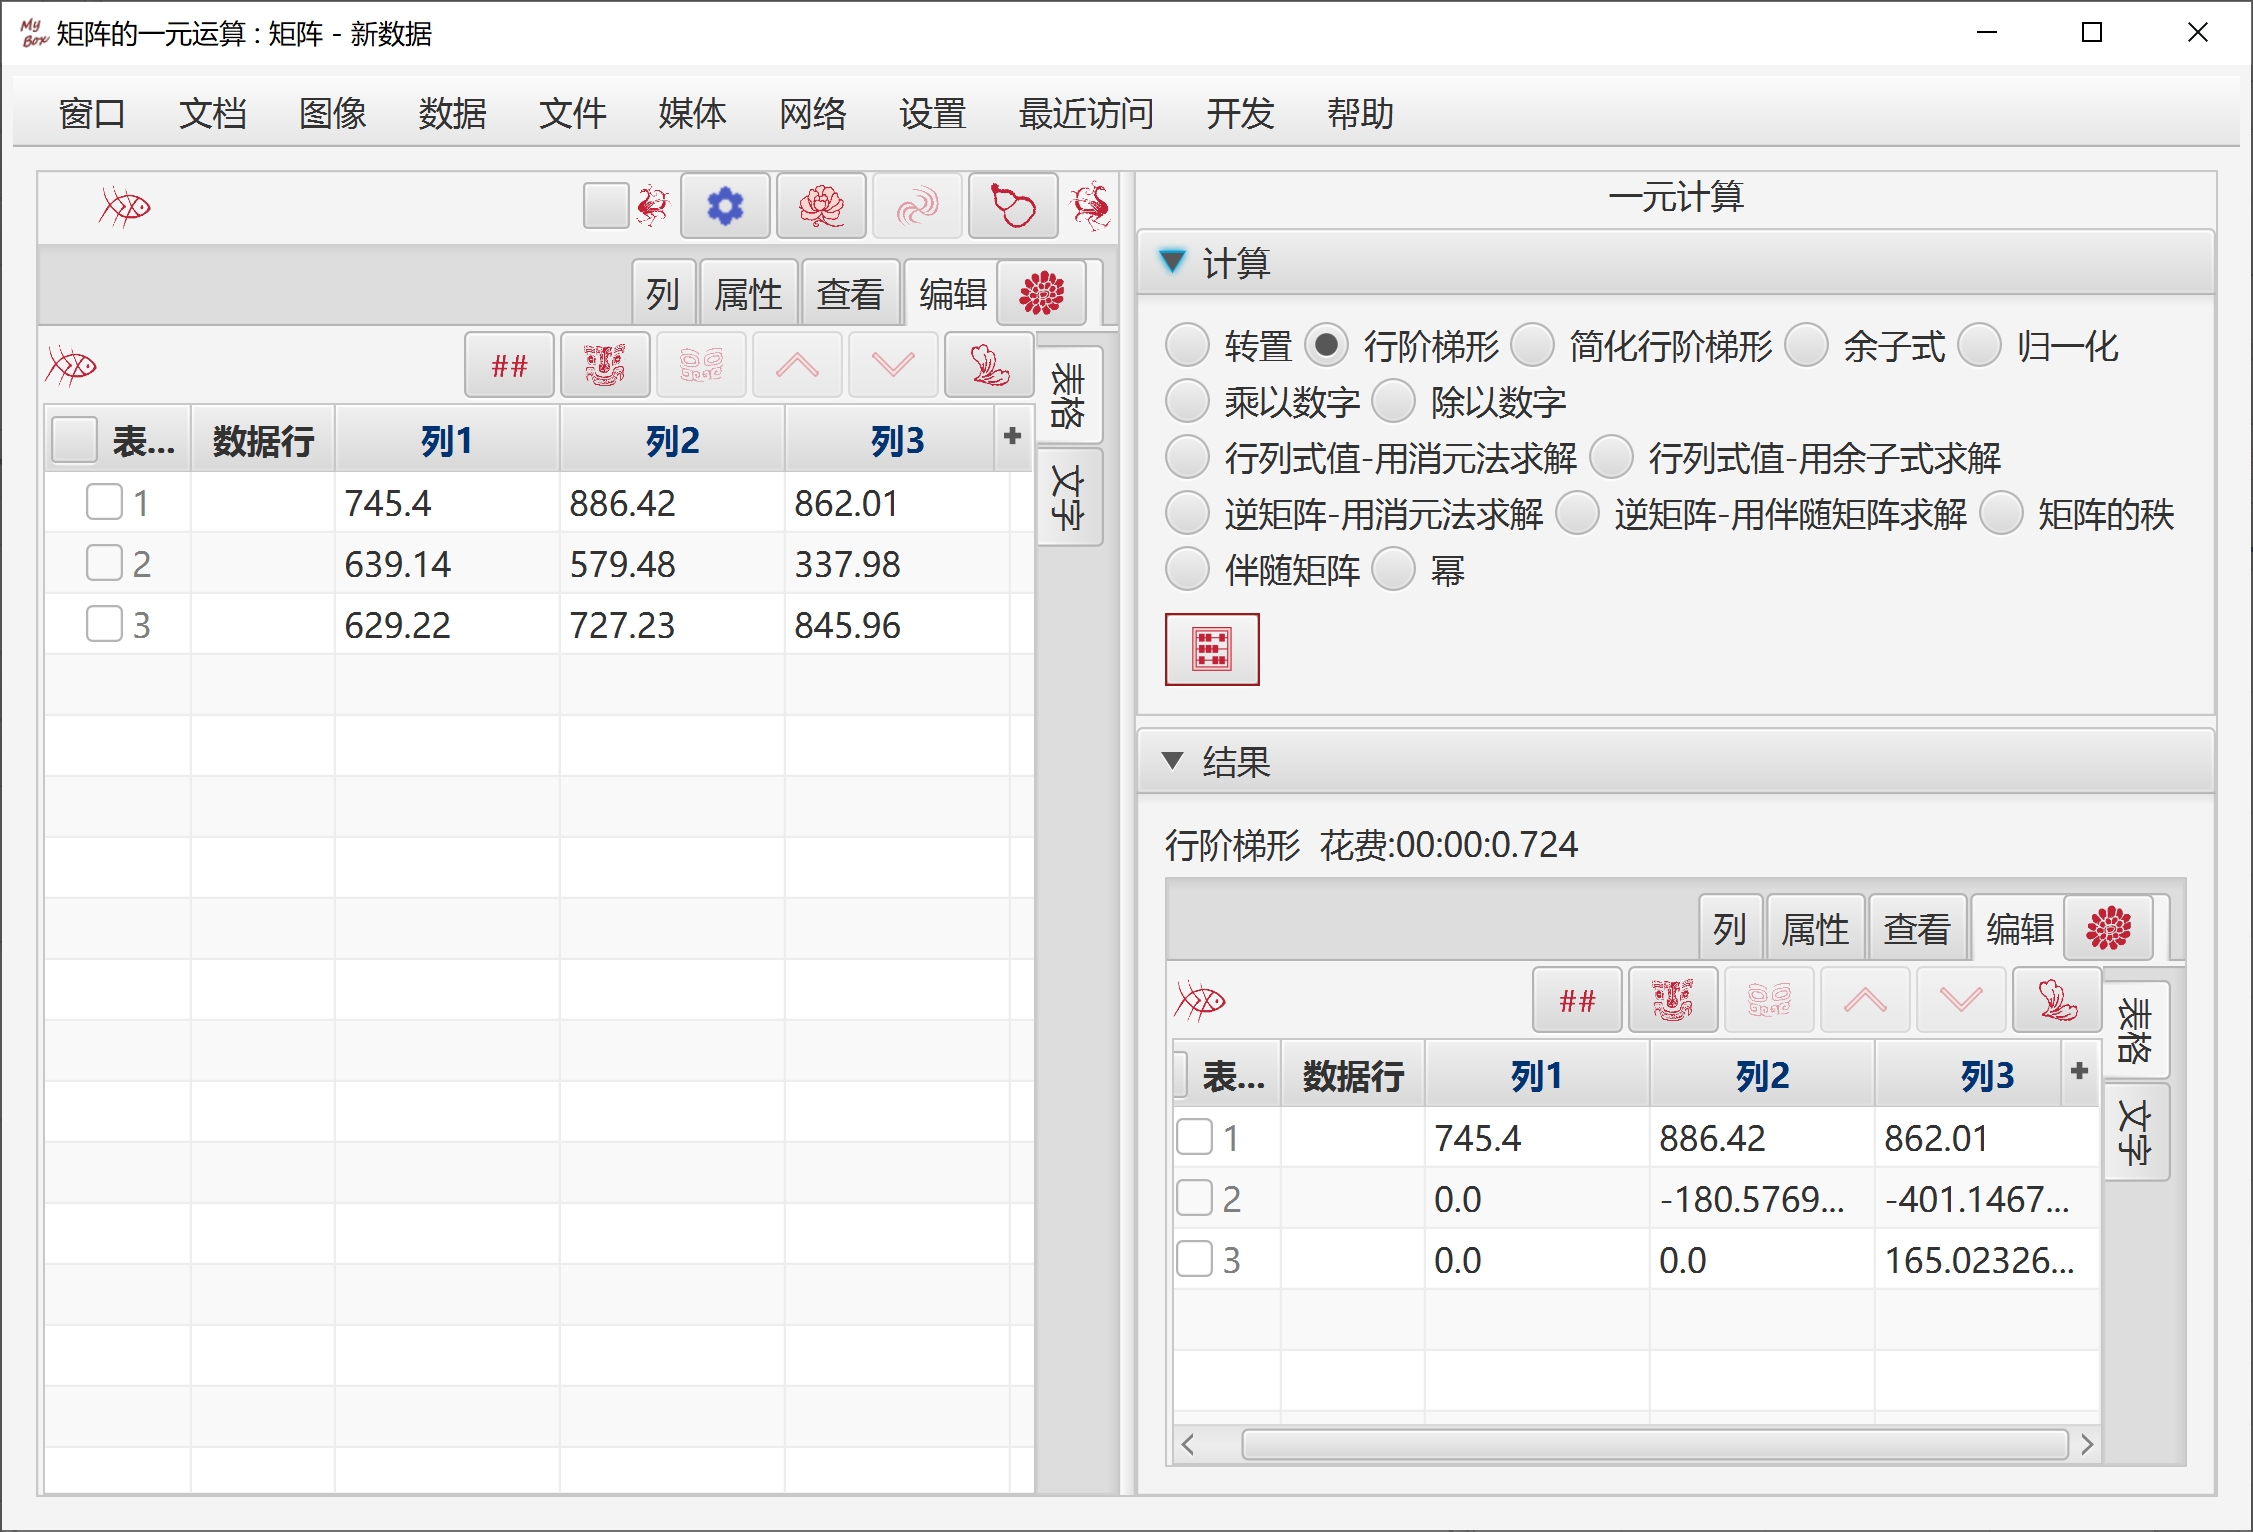 My Box 矩阵的一元运算 : 矩阵 - 新数据
窗口 文档 图像 数据 文件 媒体 网络 设置 最近访问 开发 帮助
列 属性 查看 编辑
##
表格
文字
表... 数据行 列1 列2 列3 +
1 745.4 886.42 862.01
2 639.14 579.48 337.98
3 629.22 727.23 845.96
一元计算
计算
转置 行阶梯形 简化行阶梯形 余子式 归一化
乘以数字 除以数字
行列式值-用消元法求解 行列式值-用余子式求解
逆矩阵-用消元法求解 逆矩阵-用伴随矩阵求解 矩阵的秩
伴随矩阵 幂
结果
行阶梯形 花费:00:00:0.724
列 属性 查看 编辑
##
表格
文字
表... 数据行 列1 列2 列3 +
1 745.4 886.42 862.01
2 0.0 -180.5769... -401.1467...
3 0.0 0.0 165.02326...